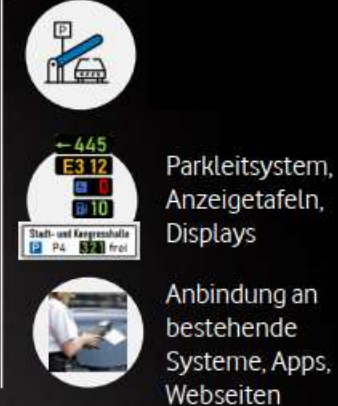 P
←445
E3 12
0
10
Parkleitsystem,
Anzeigetafeln,
Displays
Stadt- und Kongresshalle
P P4 321 frei
Anbindung an
bestehende
Systeme, Apps,
Webseiten